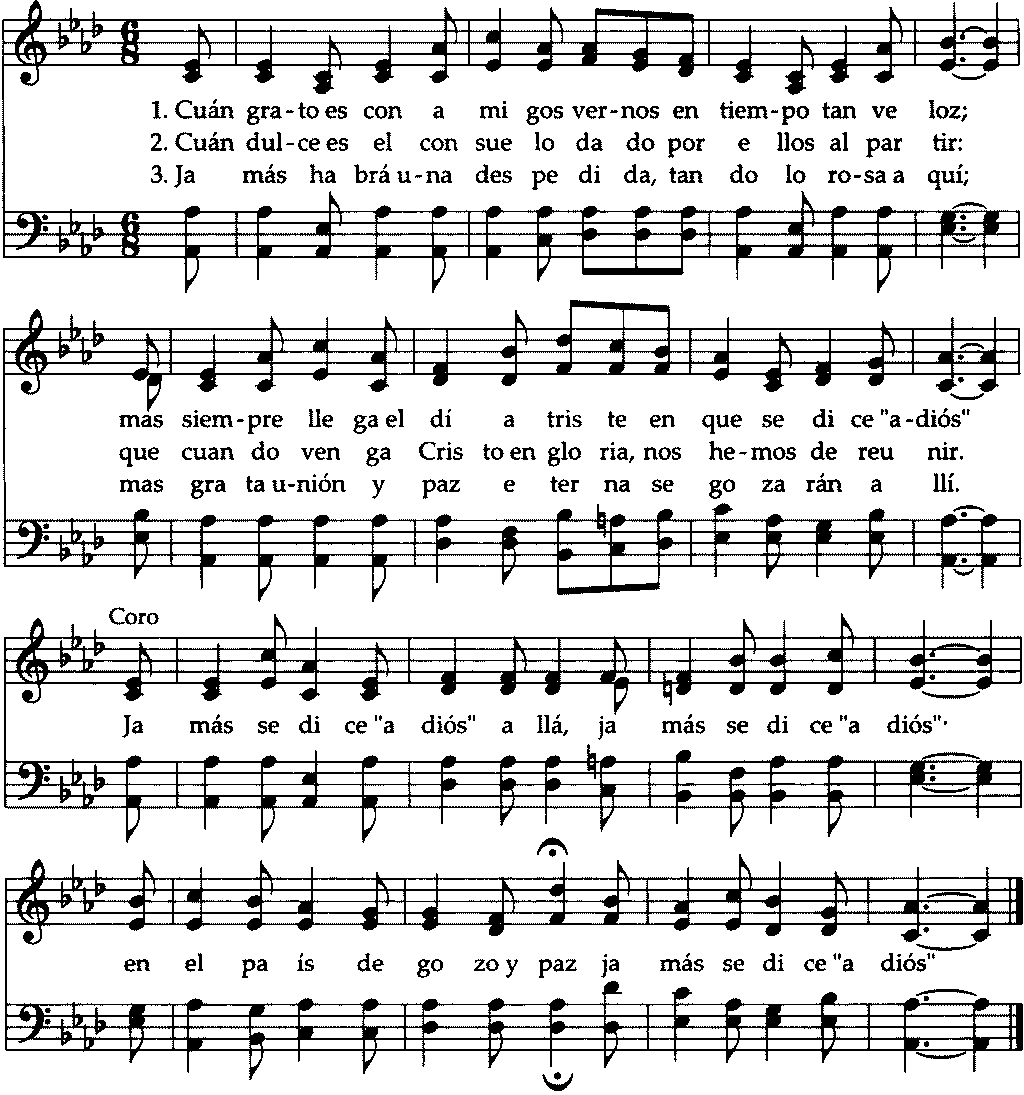 1. Cuán gra-to es con a mi gos ver-nos en tiem-po tan ve loz;
2. Cuán dul-ce es el con sue lo da do por e llos al par tir:
3. Ja más ha brá u-na des pe di da, tan do lo ro-sa a quí;
mas siem-pre lle ga el dí a tris te en que se di ce "a-diós"
que cuan do ven ga Cris to en glo ria, nos he-mos de reu nir.
mas gra ta u-nión y paz e ter na se go za rán a llí.
Coro
Ja más se di ce "a diós" a llá, ja más se di ce "a diós".
en el pa ís de go zo y paz ja más se di ce "a diós"